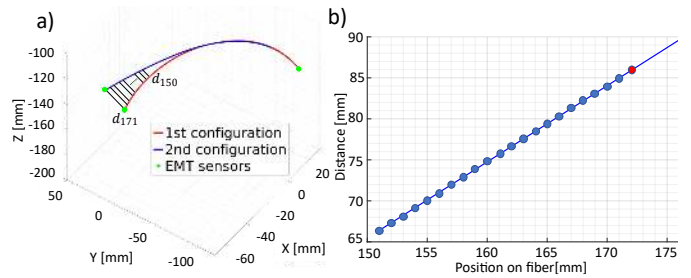 a)
-100
-120
-140
-160
-180
-200
Z [mm]
d150
d171
1st configuration
2nd configuration
EMT sensors
50
0
-50
-100
Y [mm]
-60
-40
-20
0
20
X [mm]
b)
90
85
80
75
70
65
Distance [mm]
150
155
160
165
170
175
Position on fiber[mm]